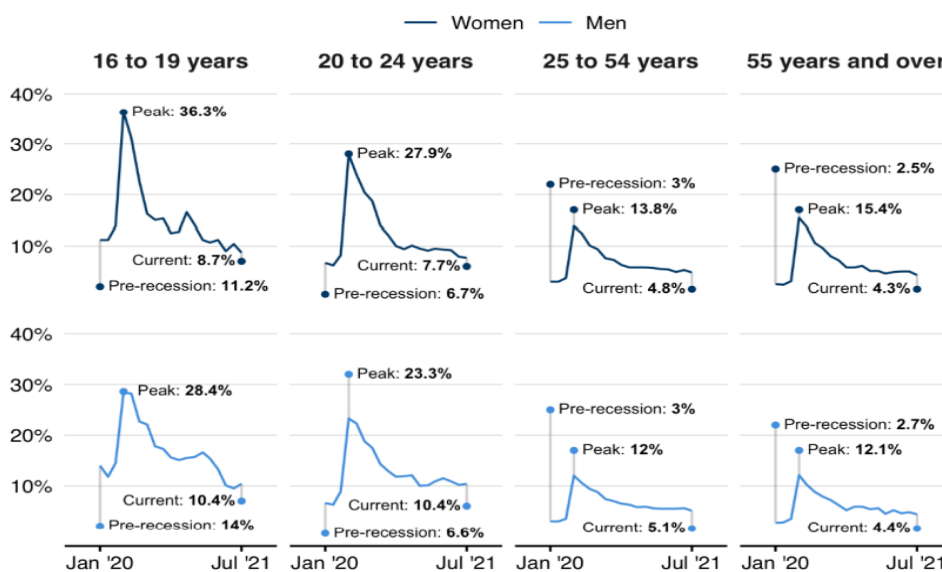 Women Men
16 to 19 years 20 to 24 years 25 to 54 years 55 years and over
40%
Peak: 36.3%
30%
Peak: 27.9%
Pre-recession: 3%
Pre-recession: 2.5%
20%
Peak: 13.8%
Peak: 15.4%
10%
Current: 8.7%
Current: 7.7%
Pre-recession: 11.2%
Pre-recession: 6.7%
Current: 4.8%
Current: 4.3%
40%
Peak: 28.4%
30%
Peak: 23.3%
Pre-recession: 3%
Pre-recession: 2.7%
20%
Peak: 12%
Peak: 12.1%
10%
Current: 10.4%
Current: 10.4%
Pre-recession: 14%
Pre-recession: 6.6%
Current: 5.1%
Current: 4.4%
Jan '20 Jul '21 Jan '20 Jul '21 Jan '20 Jul '21 Jan '20 Jul '21